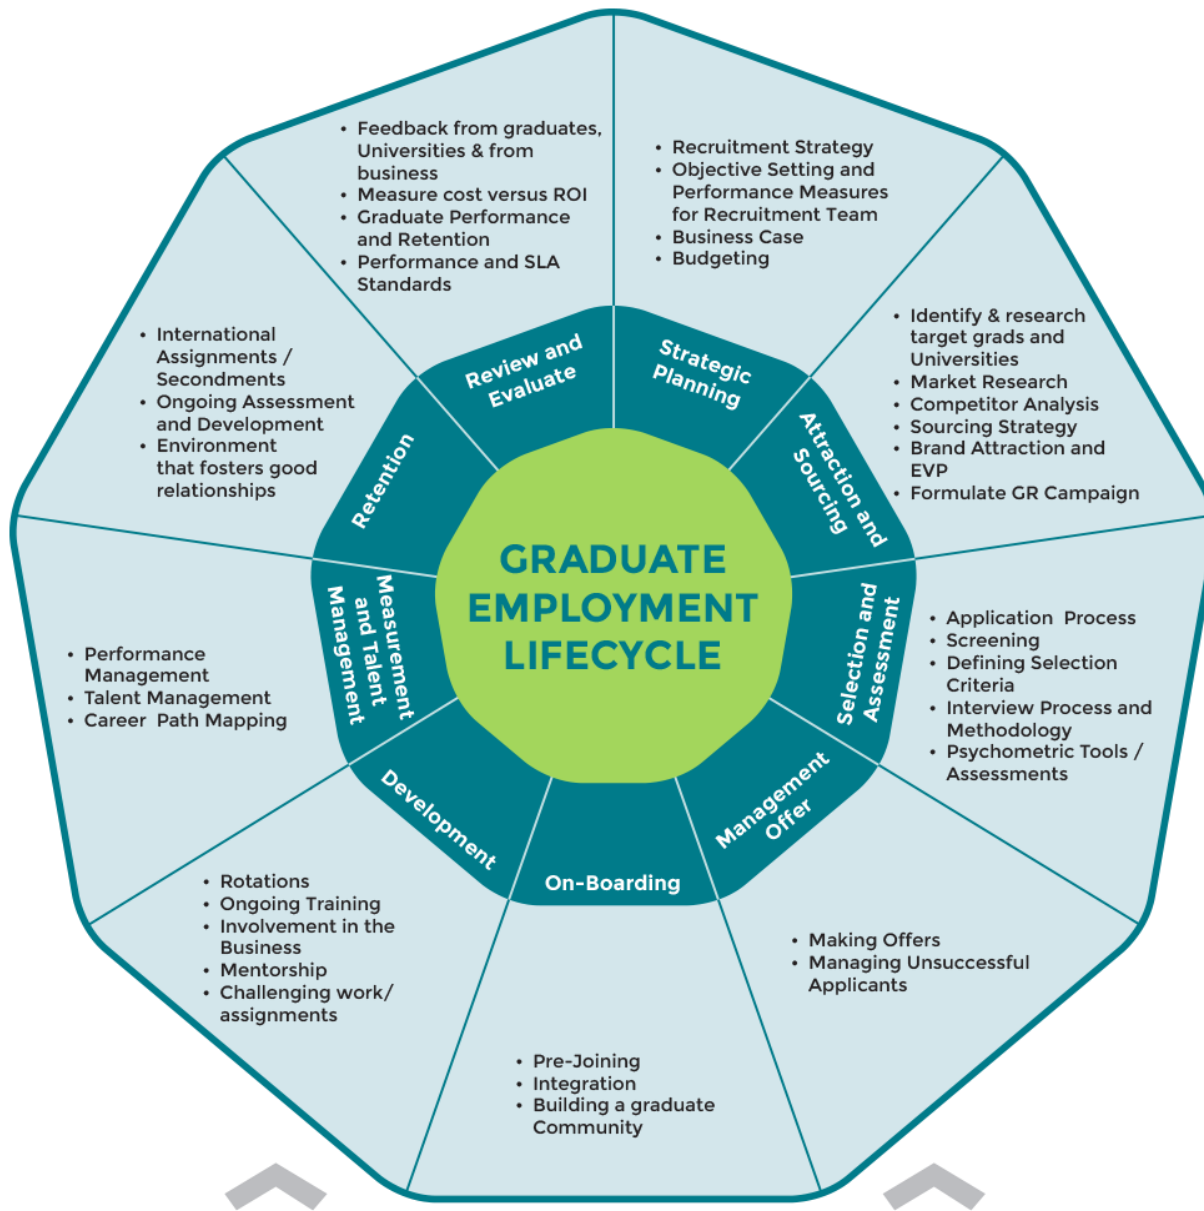 GRADUATE
EMPLOYMENT
LIFECYCLE
Strategic
Planning
• Recruitment Strategy
• Objective Setting and
Performance Measures
for Recruitment Team
• Business Case
• Budgeting
Attraction and
Sourcing
• Identify & research
target grads and
Universities
• Market Research
• Competitor Analysis
• Sourcing Strategy
• Brand Attraction and
EVP
• Formulate GR Campaign
Selection and
Assessment
• Application Process
• Screening
• Defining Selection
Criteria
• Interview Process and
Methodology
• Psychometric Tools /
Assessments
Management
Offer
• Making Offers
• Managing Unsuccessful
Applicants
On-Boarding
• Pre-Joining
• Integration
• Building a graduate
Community
Development
• Rotations
• Ongoing Training
• Involvement in the
Business
• Mentorship
• Challenging work/
assignments
Measurement
and Talent
Management
• Performance
Management
• Talent Management
• Career Path Mapping
Retention
• International
Assignments /
Secondments
• Ongoing Assessment
and Development
• Environment
that fosters good
relationships
Review and
Evaluate
• Feedback from graduates,
Universities & from
business
• Measure cost versus ROI
• Graduate Performance
and Retention
• Performance and SLA
Standards